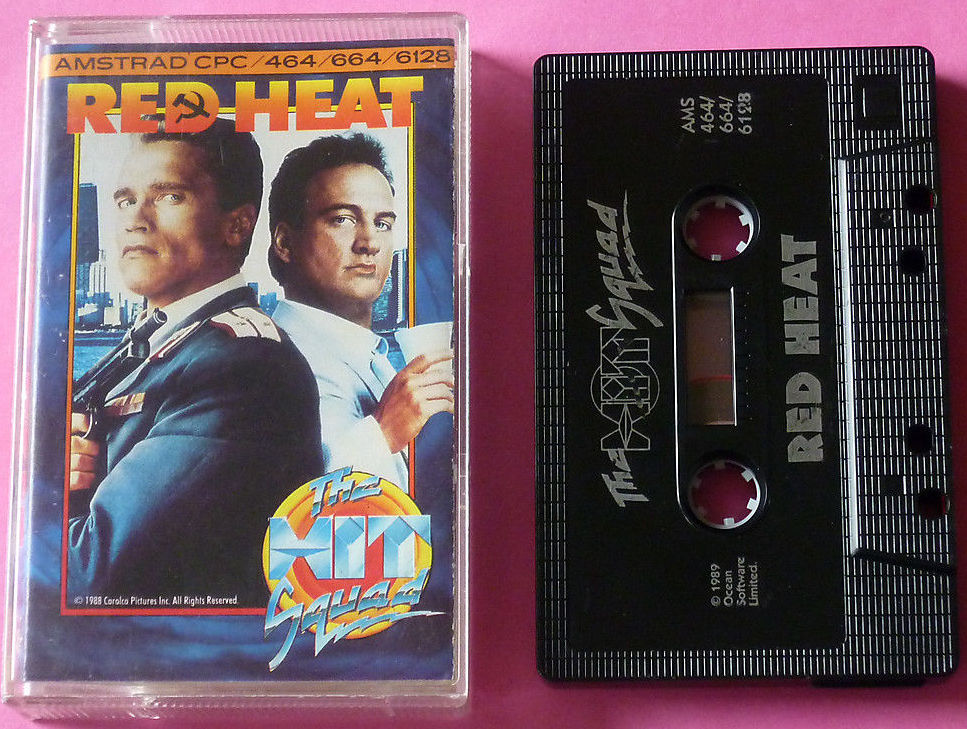 AMSTRAD CPC/464/664/6128
RED HEAT
The
HIT
Squad
© 1988 Carolco Pictures Inc. All Rights Reserved.
AMS
464/
664/
6128
The HIT Squad
RED HEAT
© 1989
Ocean
Software
Limited.